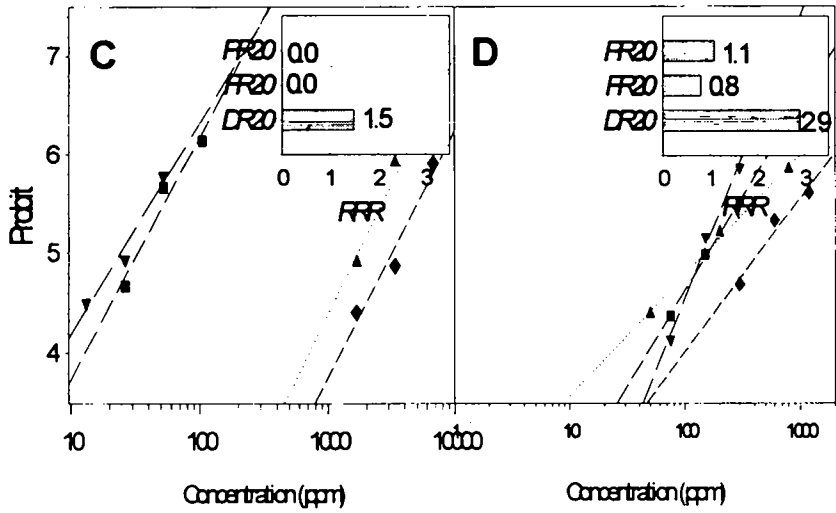 C
7
6
5
4
Probit
FR20 0.0
FR20 0.0
DR20 1.5
0 1 2 3
RRR
10 100 1000 10000
Concentration (ppm)
D
FR20 1.1
FR20 0.8
DR20 2.9
0 1 2 3
RRR
10 100 1000
Concentration (ppm)